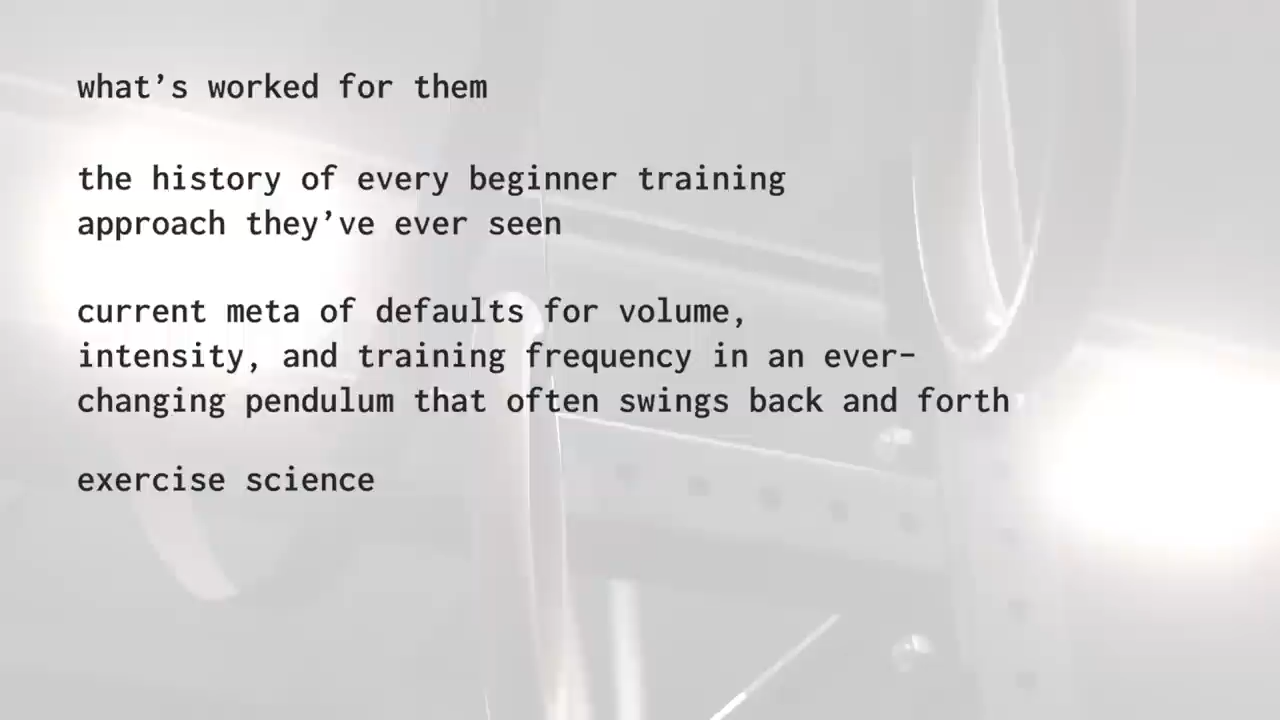 what’s worked for them
the history of every beginner training
approach they’ve ever seen
current meta of defaults for volume,
intensity, and training frequency in an ever-
changing pendulum that often swings back and forth
exercise science